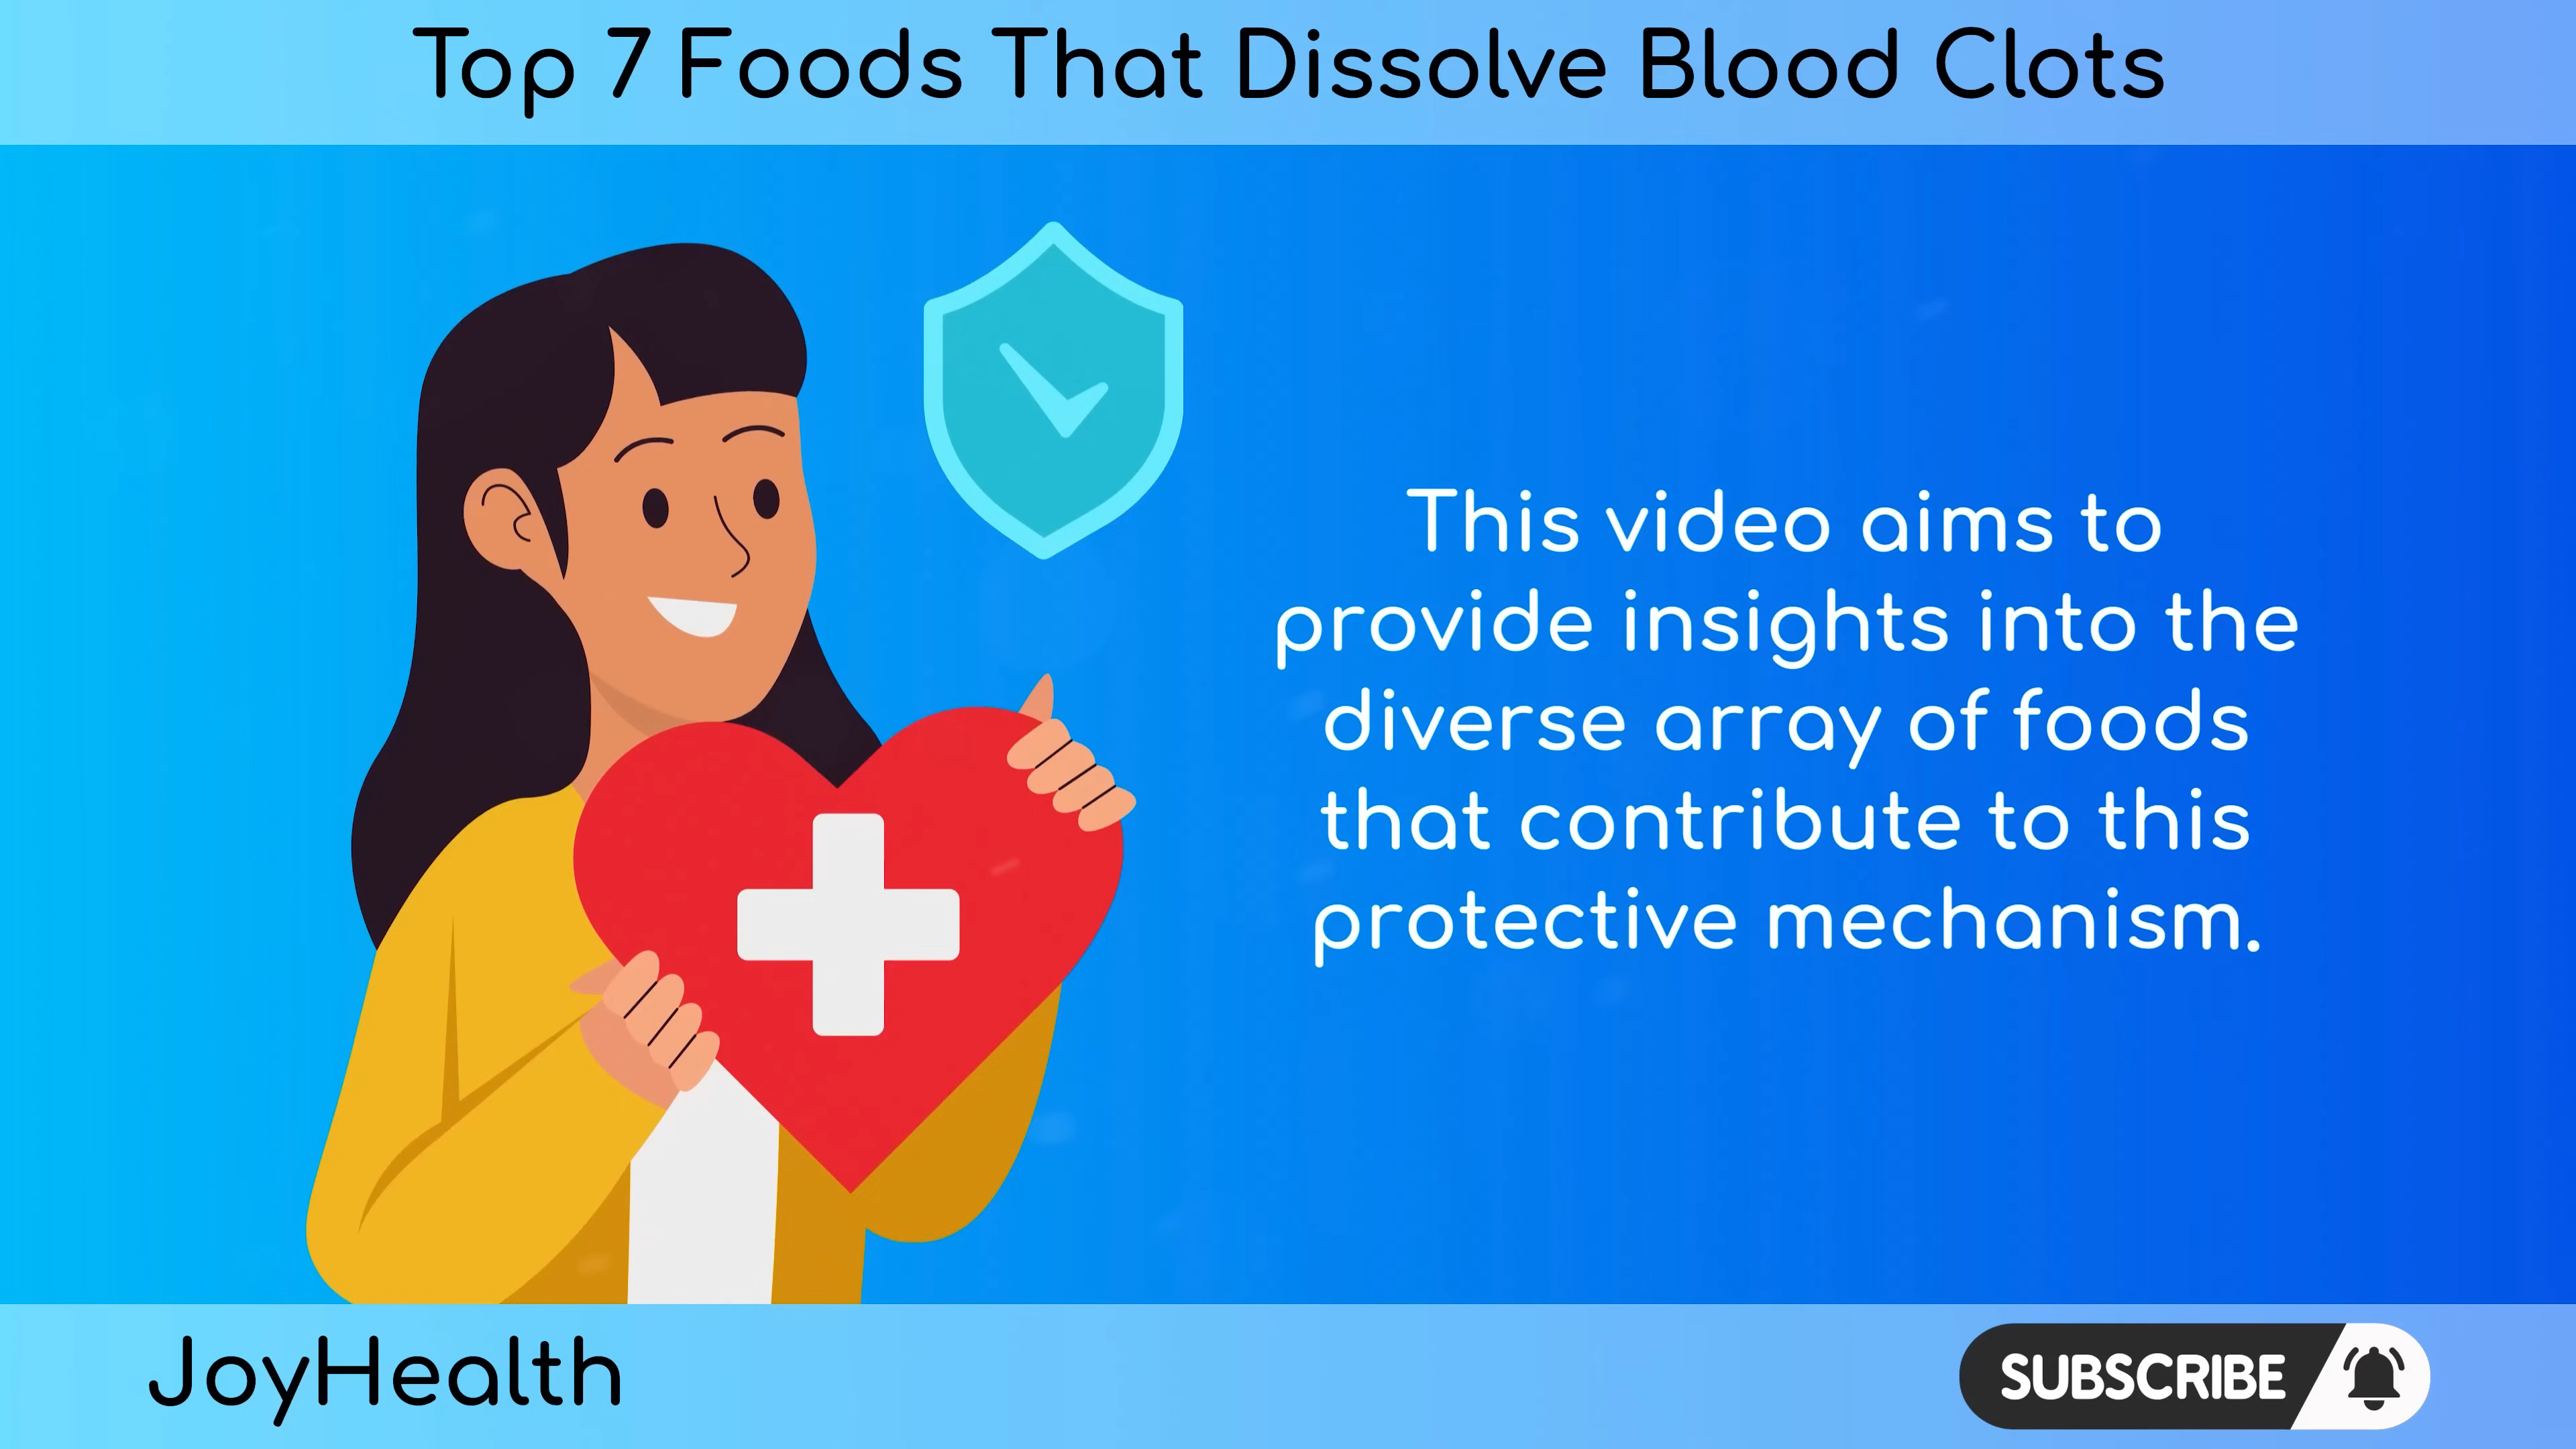 Top 7 Foods That Dissolve Blood Clots
This video aims to
provide insights into the
diverse array of foods
that contribute to this
protective mechanism.
JoyHealth
SUBSCRIBE